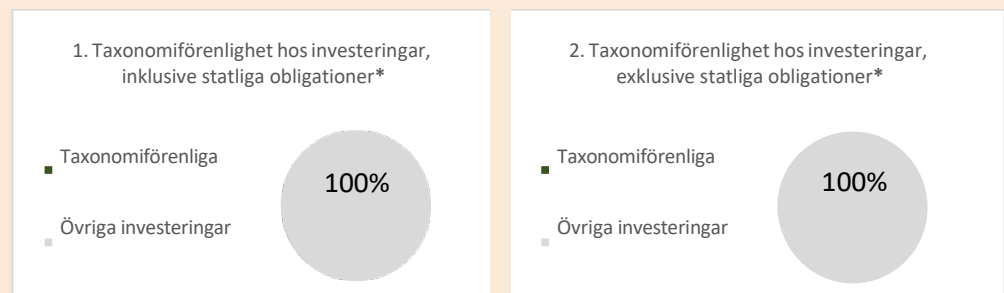 1. Taxonomiförenlighet hos investeringar,
inklusive statliga obligationer*
Taxonomiförenliga
100%
Övriga investeringar
2. Taxonomiförenlighet hos investeringar,
exklusive statliga obligationer*
Taxonomiförenliga
100%
Övriga investeringar